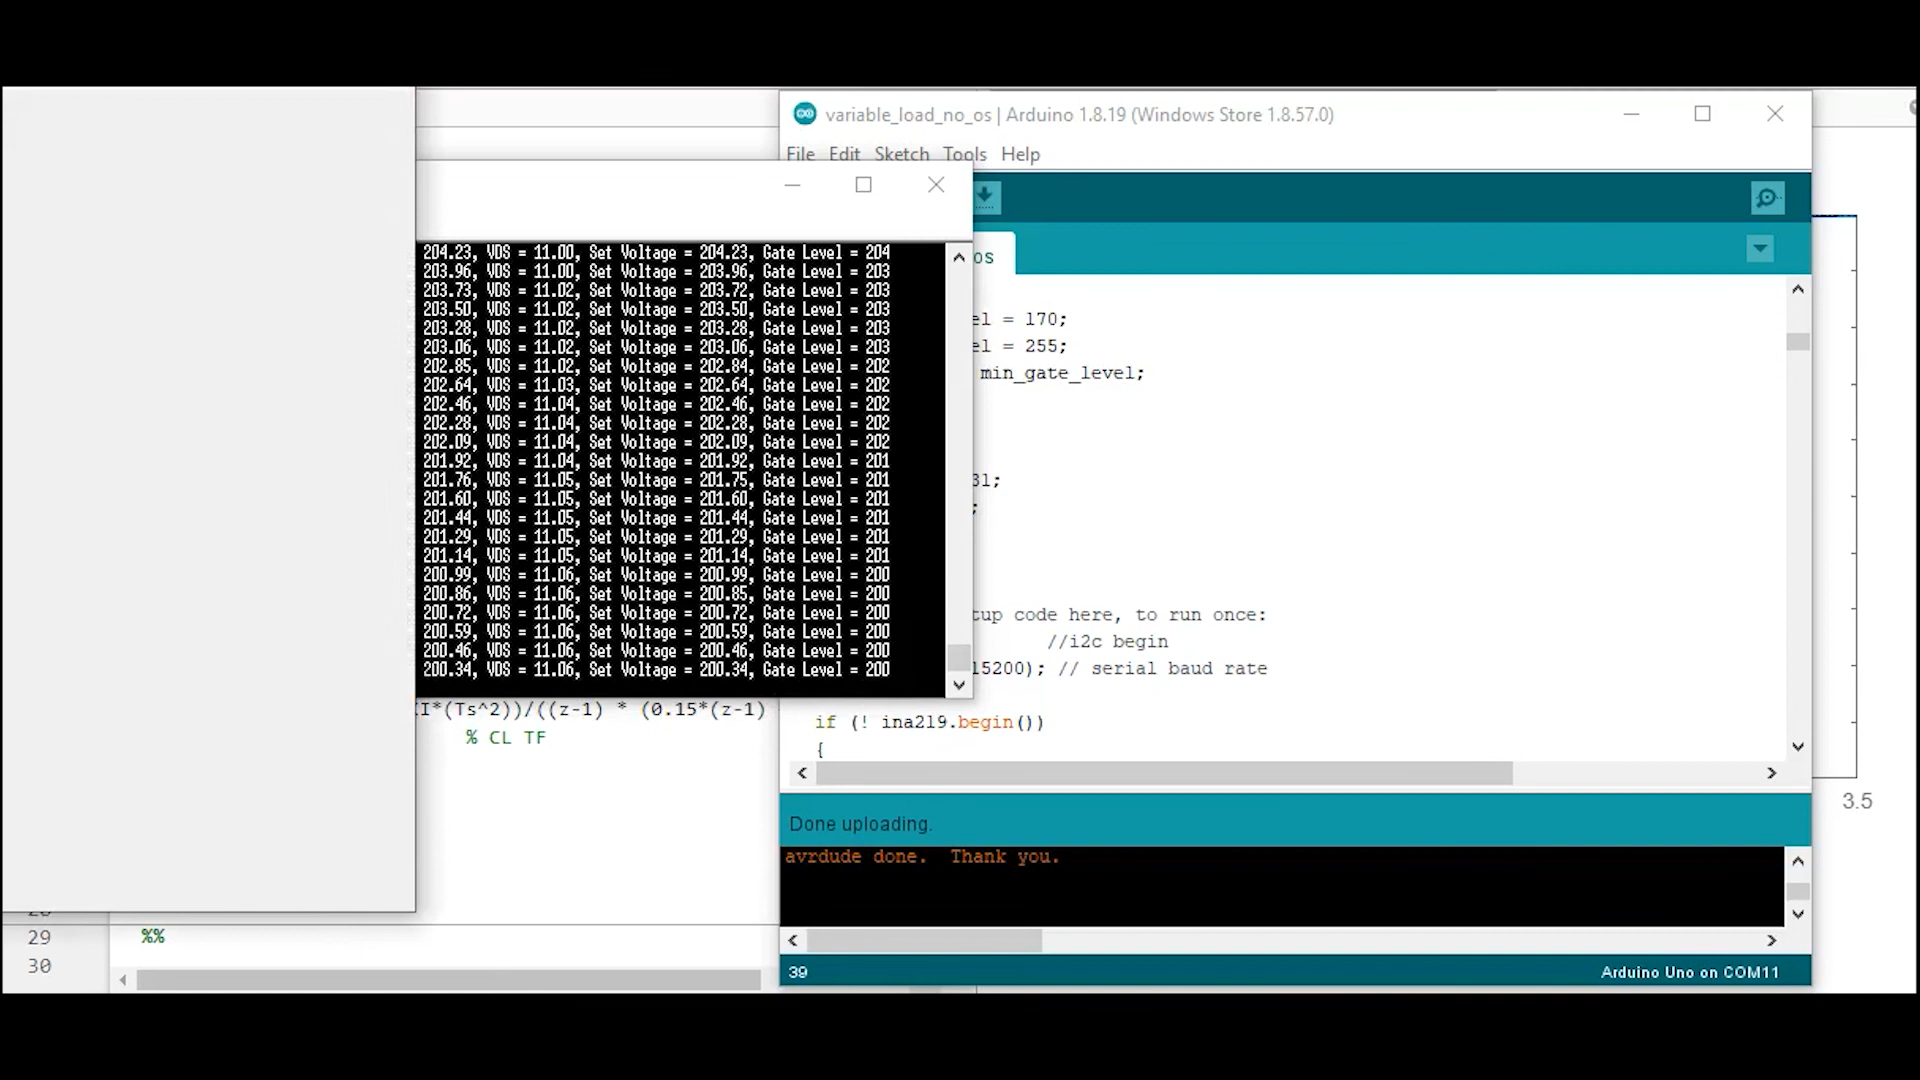 variable_load_no_os | Arduino 1.8.19 (Windows Store 1.8.57.0)
File Edit Sketch Tools Help
os
204.23, VDS = 11.00, Set Voltage = 204.23, Gate Level = 204
203.96, VDS = 11.00, Set Voltage = 203.96, Gate Level = 203
203.73, VDS = 11.02, Set Voltage = 203.72, Gate Level = 203
203.50, VDS = 11.02, Set Voltage = 203.50, Gate Level = 203
203.28, VDS = 11.02, Set Voltage = 203.28, Gate Level = 203
203.06, VDS = 11.02, Set Voltage = 203.06, Gate Level = 203
202.85, VDS = 11.02, Set Voltage = 202.84, Gate Level = 202
202.64, VDS = 11.03, Set Voltage = 202.64, Gate Level = 202
202.46, VDS = 11.04, Set Voltage = 202.46, Gate Level = 202
202.28, VDS = 11.04, Set Voltage = 202.28, Gate Level = 202
202.09, VDS = 11.04, Set Voltage = 202.09, Gate Level = 202
201.92, VDS = 11.04, Set Voltage = 201.92, Gate Level = 201
201.76, VDS = 11.05, Set Voltage = 201.75, Gate Level = 201
201.60, VDS = 11.05, Set Voltage = 201.60, Gate Level = 201
201.44, VDS = 11.05, Set Voltage = 201.44, Gate Level = 201
201.29, VDS = 11.05, Set Voltage = 201.29, Gate Level = 201
201.14, VDS = 11.05, Set Voltage = 201.14, Gate Level = 201
200.99, VDS = 11.06, Set Voltage = 200.99, Gate Level = 200
200.86, VDS = 11.06, Set Voltage = 200.85, Gate Level = 200
200.72, VDS = 11.06, Set Voltage = 200.72, Gate Level = 200
200.59, VDS = 11.06, Set Voltage = 200.59, Gate Level = 200
200.46, VDS = 11.06, Set Voltage = 200.46, Gate Level = 200
200.34, VDS = 11.06, Set Voltage = 200.34, Gate Level = 200
el = 170;
el = 255;
min_gate_level;
31;
;
tup code here, to run once:
//i2c begin
15200); // serial baud rate
if (! ina219.begin())
{
I*(Ts^2))/((z-1) * (0.15*(z-1)
% CL TF
29 %%
30
3.5
Done uploading.
avrdude done. Thank you.
39
Arduino Uno on COM11